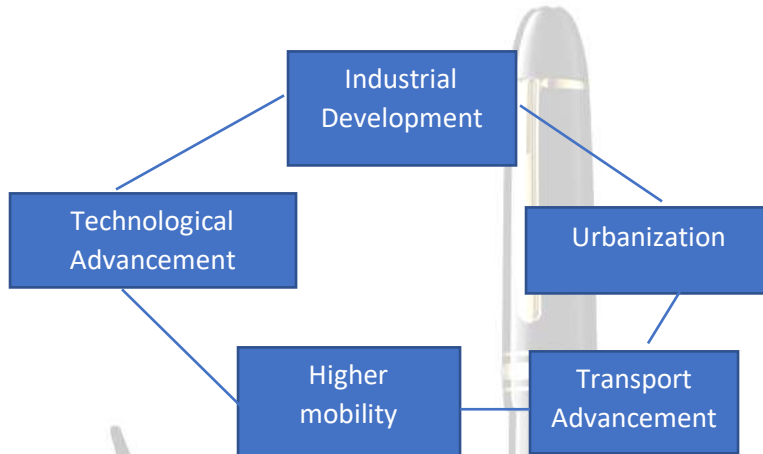 Industrial
Development
Technological
Advancement
Urbanization
Higher
mobility
Transport
Advancement